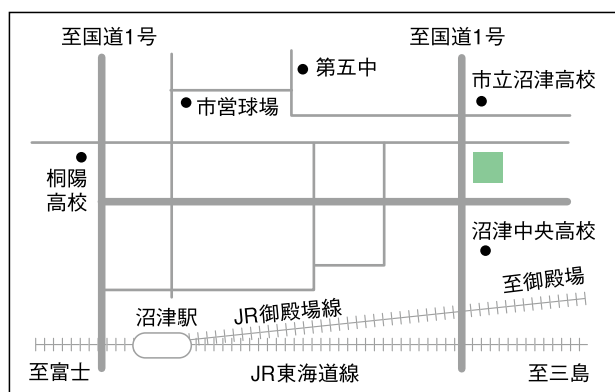 至国道1号
至国道1号
第五中
市立沼津高校
市営球場
桐陽
高校
沼津中央高校
至御殿場
沼津駅
JR御殿場線
至富士
JR東海道線
至三島